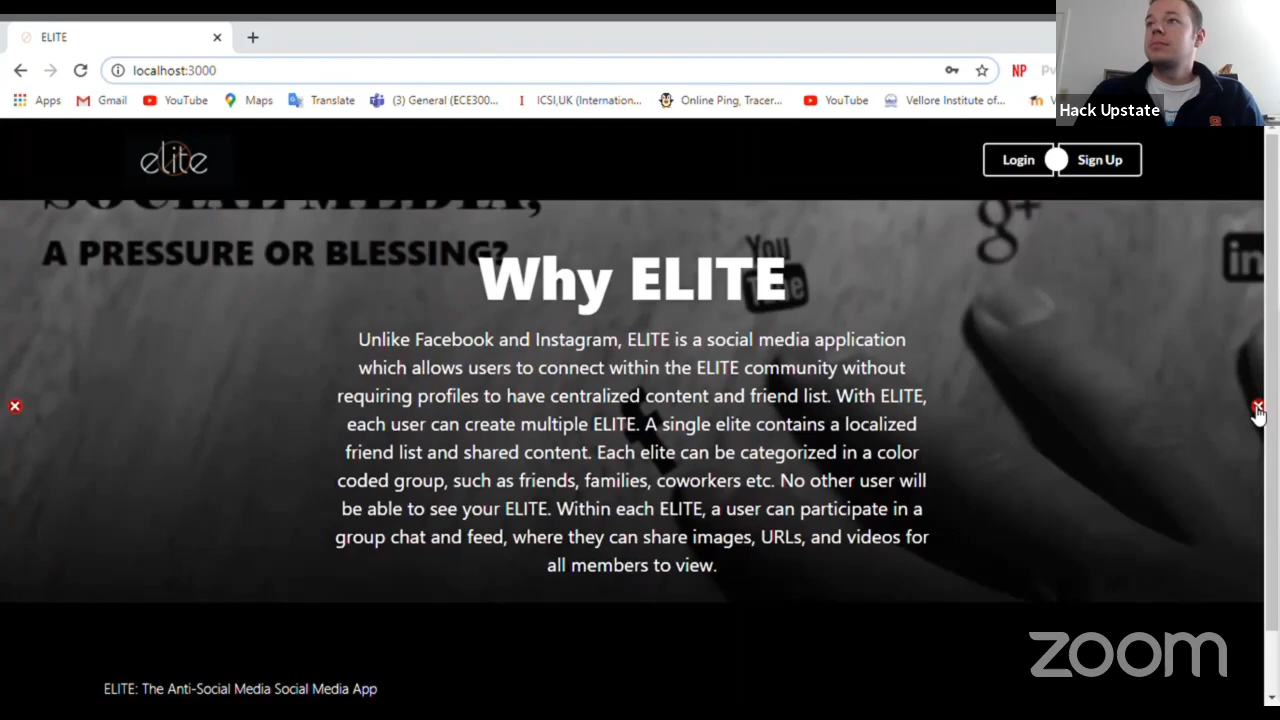 ELITE
localhost:3000
NP
Apps
Gmail
YouTube
Maps
Translate
(3) General (ECE300...
ICSI,UK (Internation...
Online Ping, Tracer...
YouTube
Vellore Institute of...
Hack Upstate
elite
Login
Sign Up
SOCIAL MEDIA,
A PRESSURE OR BLESSING?
You
Tube
g+
in
Why ELITE
Unlike Facebook and Instagram, ELITE is a social media application
which allows users to connect within the ELITE community without
requiring profiles to have centralized content and friend list. With ELITE,
each user can create multiple ELITE. A single elite contains a localized
friend list and shared content. Each elite can be categorized in a color
coded group, such as friends, families, coworkers etc. No other user will
be able to see your ELITE. Within each ELITE, a user can participate in a
group chat and feed, where they can share images, URLs, and videos for
all members to view.
zoom
ELITE: The Anti-Social Media Social Media App